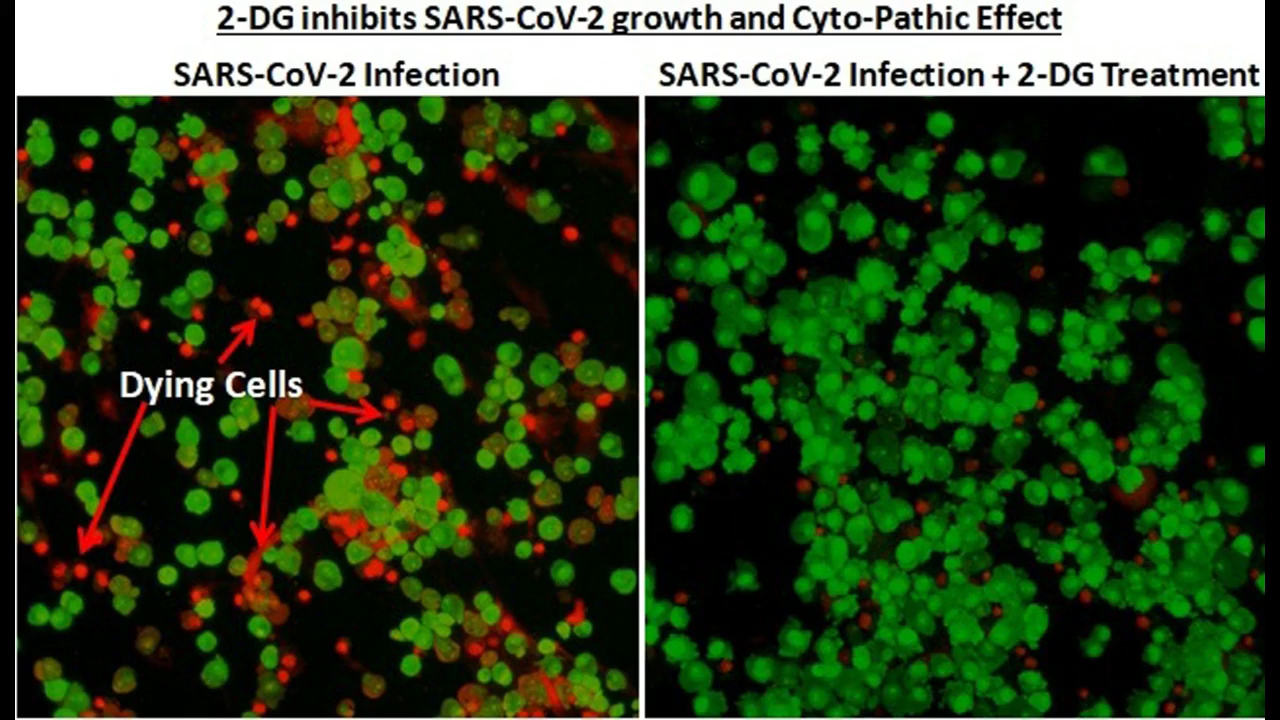 2-DG inhibits SARS-CoV-2 growth and Cyto-Pathic Effect
SARS-CoV-2 Infection
SARS-CoV-2 Infection + 2-DG Treatment
Dying Cells